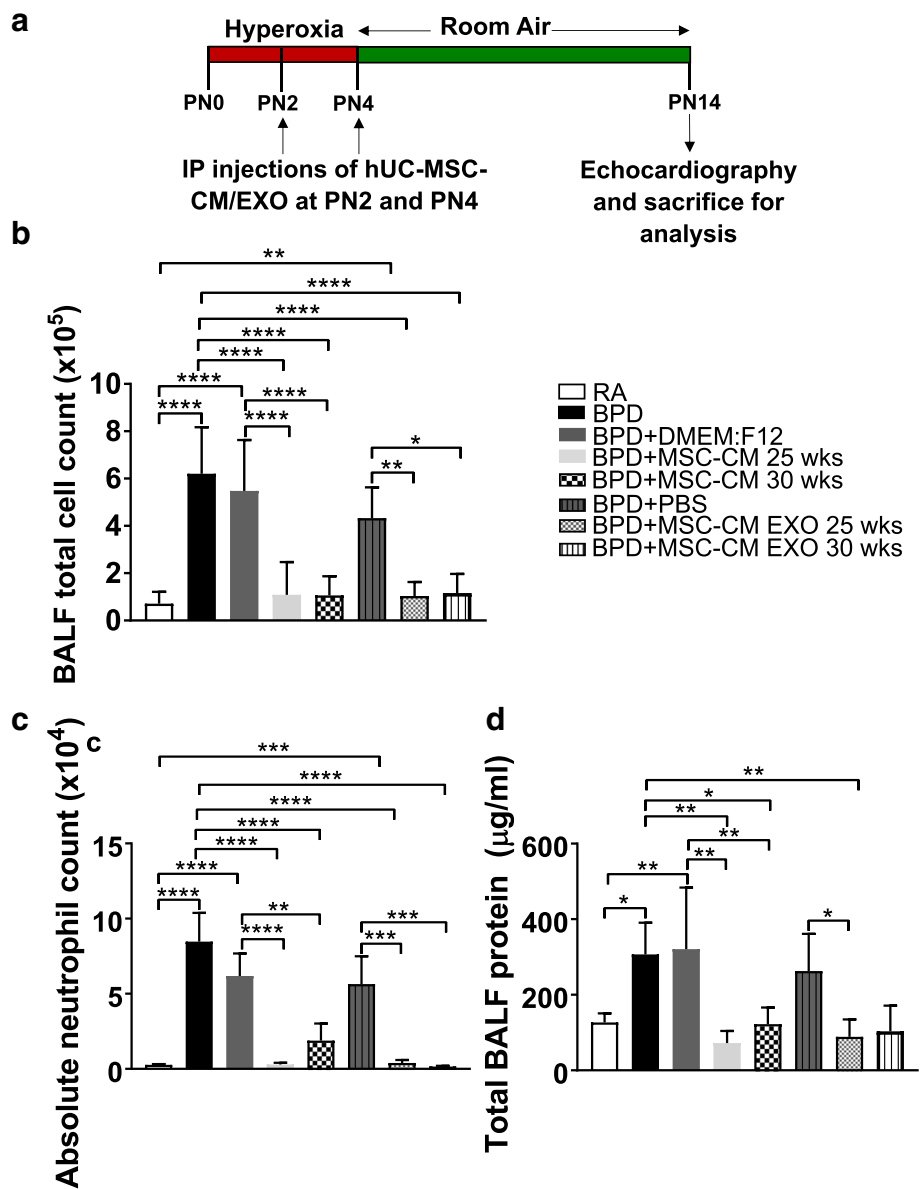 a
Hyperoxia
Room Air
PN0
PN2
PN4
PN14
IP injections of hUC-MSC-
CM/EXO at PN2 and PN4
Echocardiography
and sacrifice for
analysis
b
BALF total cell count (x10⁵)
10
8
6
4
2
0
**
****
****
****
****
****
****
****
****
*
**
RA
BPD
BPD+DMEM:F12
BPD+MSC-CM 25 wks
BPD+MSC-CM 30 wks
BPD+PBS
BPD+MSC-CM EXO 25 wks
BPD+MSC-CM EXO 30 wks
c
c
Absolute neutrophil count (x10⁴)
15
10
5
0
***
****
****
****
****
****
****
**
****
***
***
d
Total BALF protein (µg/ml)
600
400
200
0
**
*
**
**
**
**
*
*